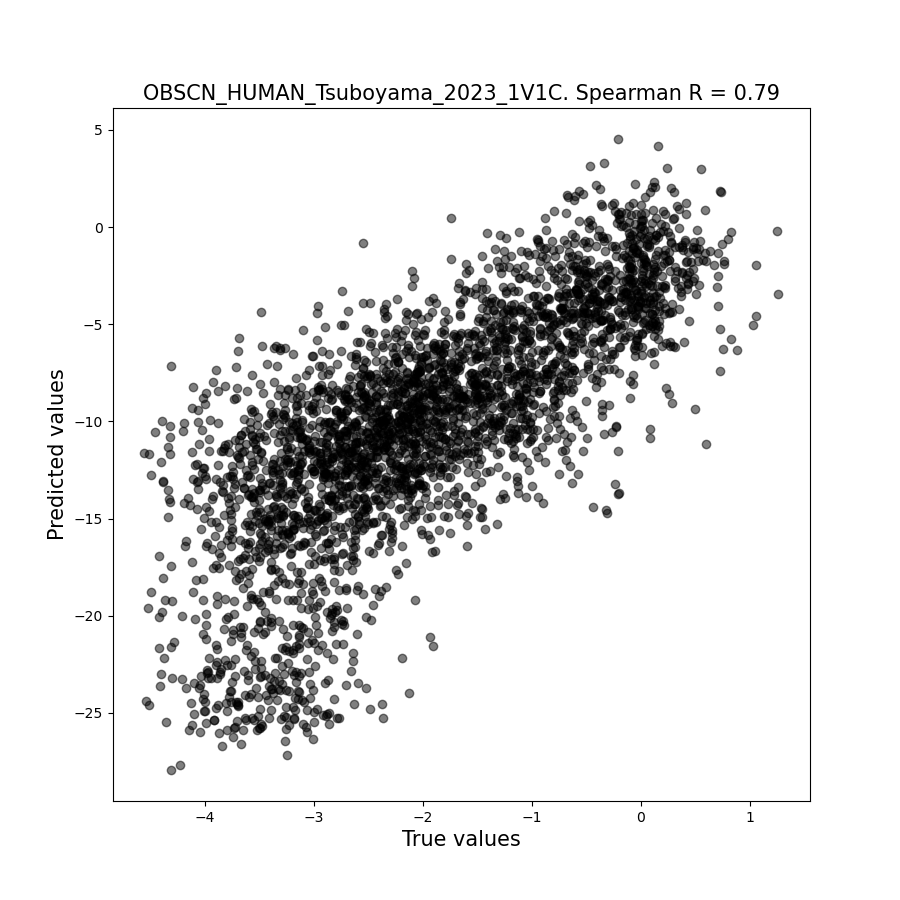 OBSCN_HUMAN_Tsuboyama_2023_1V1C. Spearman R = 0.79
5
0
−5
−10
−15
−20
−25
Predicted values
−4 −3 −2 −1 0 1
True values